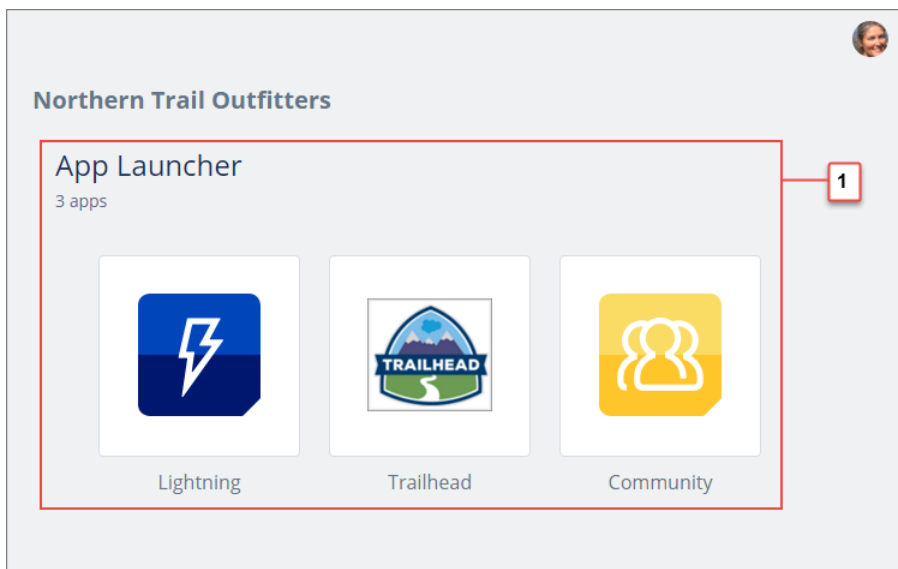 Northern Trail Outfitters
App Launcher
1
3 apps
TRAILHEAD
Lightning
Trailhead
Community